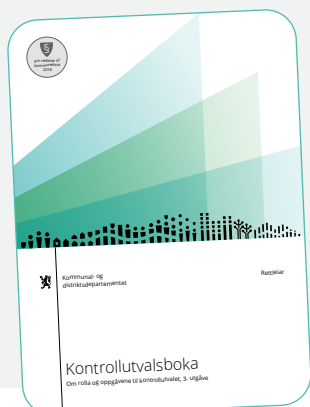 Kommunal- og
distriktsdepartementet
Rettleiar
Kontrollutvalsboka
Om rolla og oppgåvene til kontrollutvalet, 3. utgåve